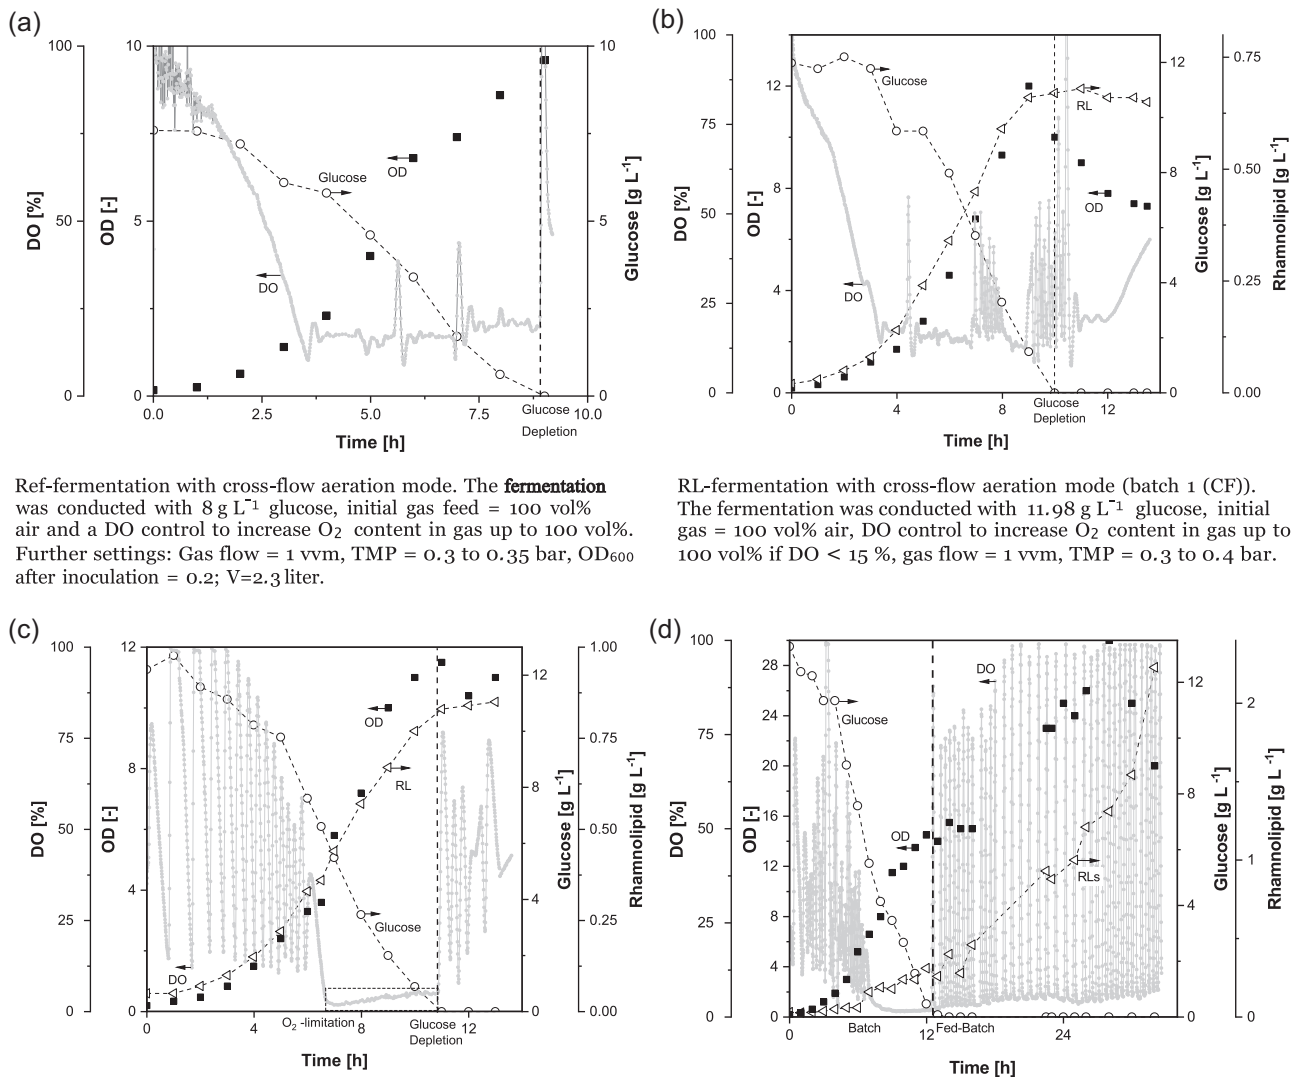 (a)
100
10
10
50
5
5
0
0
0
DO [%]
OD [-]
Glucose [g L⁻¹]
Glucose
OD
DO
0.0
2.5
5.0
7.5
10.0
Glucose
Depletion
Time [h]
(b)
100
75
50
25
0
12
8
4
0
12
8
4
0
0.75
0.50
0.25
0.00
DO [%]
OD [-]
Glucose [g L⁻¹]
Rhamnolipid [g L⁻¹]
Glucose
RL
OD
DO
0
4
8
12
Glucose
Depletion
Time [h]
Ref-fermentation with cross-flow aeration mode. The fermentation
was conducted with 8 g L⁻¹ glucose, initial gas feed = 100 vol%
air and a DO control to increase O₂ content in gas up to 100 vol%.
Further settings: Gas flow = 1 vvm, TMP = 0.3 to 0.35 bar, OD₆₀₀
after inoculation = 0.2; V=2.3 liter.
RL-fermentation with cross-flow aeration mode (batch 1 (CF)).
The fermentation was conducted with 11.98 g L⁻¹ glucose, initial
gas = 100 vol% air, DO control to increase O₂ content in gas up to
100 vol% if DO < 15 %, gas flow = 1 vvm, TMP = 0.3 to 0.4 bar.
(c)
100
75
50
25
0
12
8
4
0
12
8
4
0
1.00
0.75
0.50
0.25
0.00
DO [%]
OD [-]
Glucose [g L⁻¹]
Rhamnolipid [g L⁻¹]
OD
RL
Glucose
DO
0
4
8
12
O₂ -limitation
Glucose
Depletion
Time [h]
(d)
100
75
50
25
0
28
24
20
16
12
8
4
0
12
8
4
0
2
1
0
DO [%]
OD [-]
Glucose [g L⁻¹]
Rhamnolipid [g L⁻¹]
DO
Glucose
OD
RLs
0
12
24
Batch
Fed-Batch
Time [h]